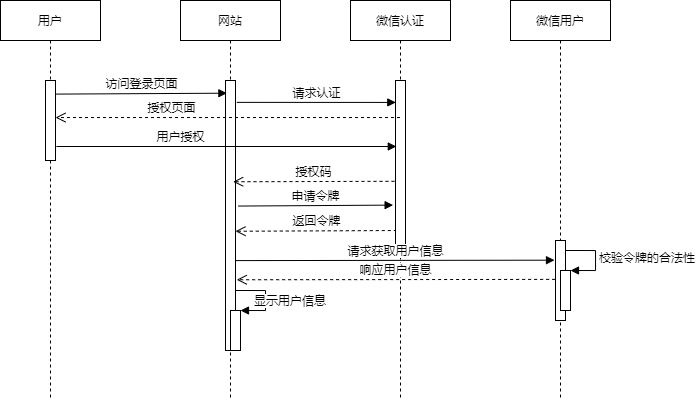 用户
网站
微信认证
微信用户
访问登录页面
请求认证
授权页面
用户授权
授权码
申请令牌
返回令牌
请求获取用户信息
校验令牌的合法性
响应用户信息
显示用户信息